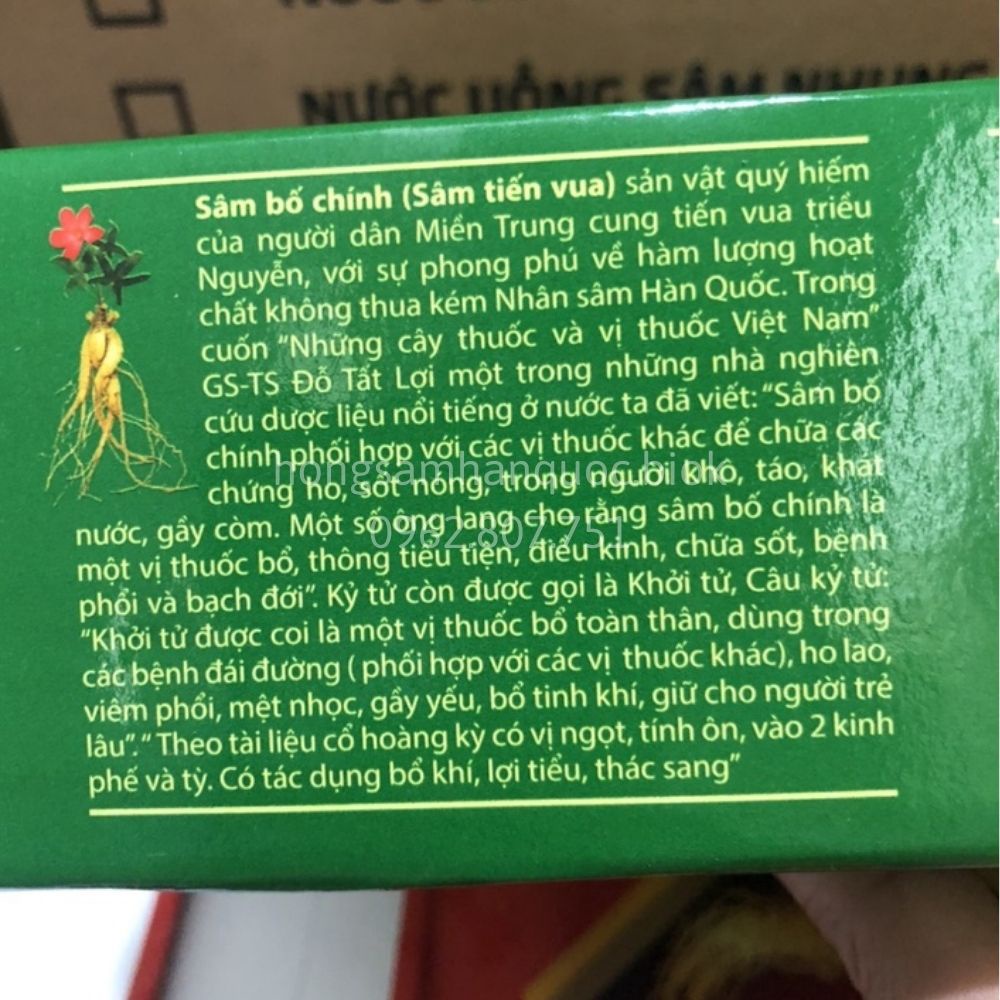 NƯỚC UỐNG SÂM NHUNG
Sâm bố chính (Sâm tiến vua) sản vật quý hiếm
của người dân Miền Trung cung tiến vua triều
Nguyễn, với sự phong phú về hàm lượng hoạt
chất không thua kém Nhân sâm Hàn Quốc. Trong
cuốn "Những cây thuốc và vị thuốc Việt Nam"
GS-TS Đỗ Tất Lợi một trong những nhà nghiên
cứu dược liệu nổi tiếng ở nước ta đã viết: "Sâm bố
chính phối hợp với các vị thuốc khác để chữa các
chứng ho, sốt nóng, trong người khô, táo, khát
nước, gầy còm. Một số ông lang cho rằng sâm bố chính là
một vị thuốc bổ, thông tiểu tiện, điều kinh, chữa sốt, bệnh
phổi và bạch đới". Kỷ tử còn được gọi là Khởi tử, Câu kỷ tử:
"Khởi tử được coi là một vị thuốc bổ toàn thân, dùng trong
các bệnh đái đường ( phối hợp với các vị thuốc khác), ho lao,
viêm phổi, mệt nhọc, gầy yếu, bổ tinh khí, giữ cho người trẻ
lâu"." Theo tài liệu cổ hoàng kỳ có vị ngọt, tính ôn, vào 2 kinh
phế và tỳ. Có tác dụng bổ khí, lợi tiểu, thác sang"
hongsamhanquoc.bick
0962.807.751